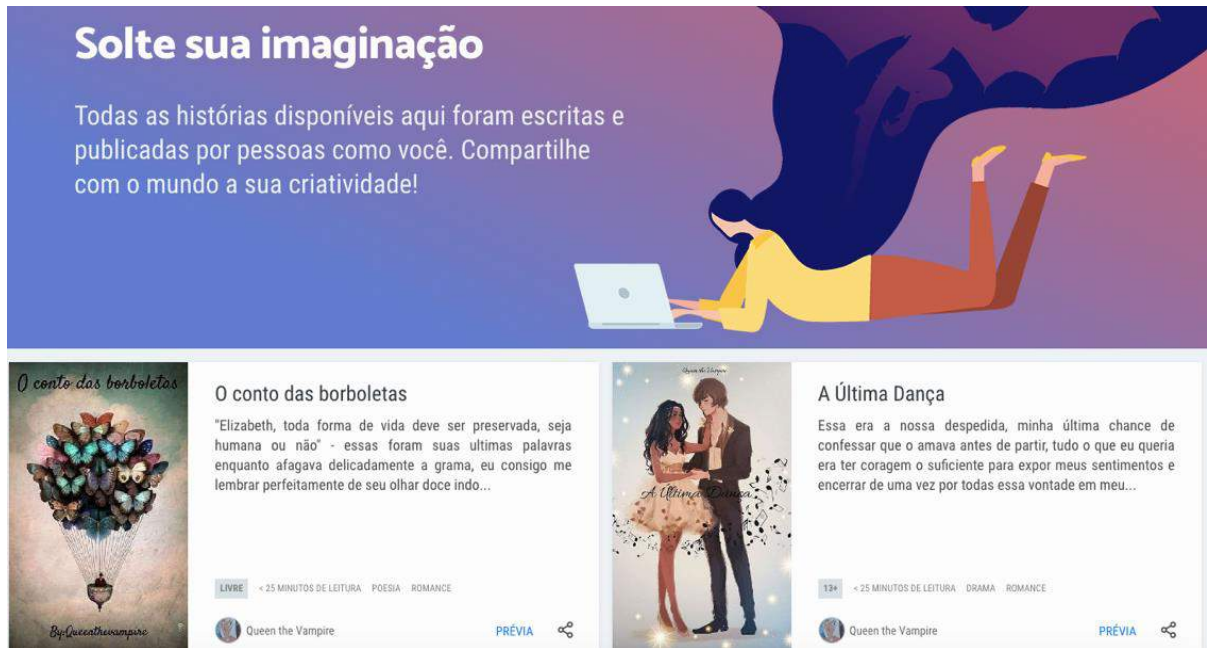 Solte sua imaginação
Todas as histórias disponíveis aqui foram escritas e
publicadas por pessoas como você. Compartilhe
com o mundo a sua criatividade!
O conto das borboletas
By:Queenthevampire
O conto das borboletas
"Elizabeth, toda forma de vida deve ser preservada, seja
humana ou não" - essas foram suas ultimas palavras
enquanto afagava delicadamente a grama, eu consigo me
lembrar perfeitamente de seu olhar doce indo...
LIVRE < 25 MINUTOS DE LEITURA POESIA ROMANCE
Queen the Vampire PRÉVIA
Queen the Vampire
A Última Dança
A Última Dança
Essa era a nossa despedida, minha última chance de
confessar que o amava antes de partir, tudo o que eu queria
era ter coragem o suficiente para expor meus sentimentos e
encerrar de uma vez por todas essa vontade em meu...
13+ < 25 MINUTOS DE LEITURA DRAMA ROMANCE
Queen the Vampire PRÉVIA